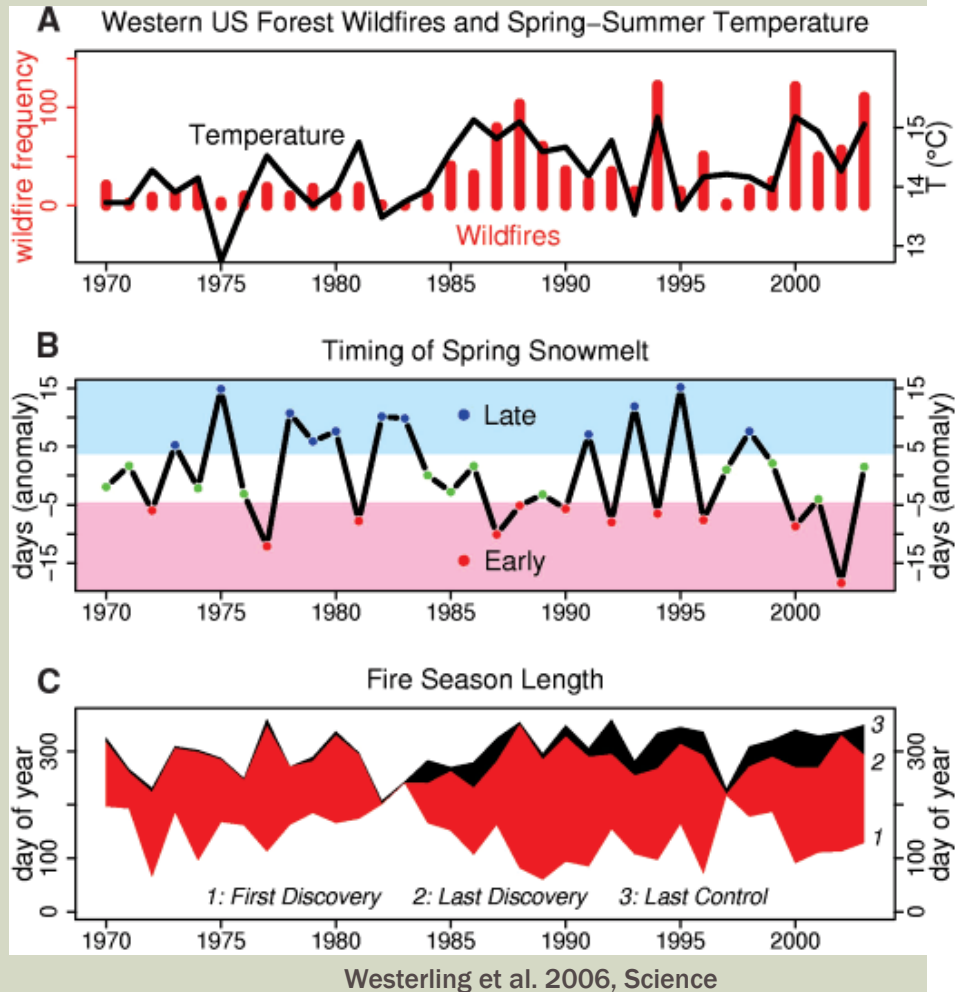 A Western US Forest Wildfires and Spring–Summer Temperature
wildfire frequency
100
0
Temperature
Wildfires
15
14
13
T (°C)
1970 1975 1980 1985 1990 1995 2000
B Timing of Spring Snowmelt
days (anomaly)
15
5
−5
−15
Late
Early
15
5
−5
−15
days (anomaly)
1970 1975 1980 1985 1990 1995 2000
C Fire Season Length
day of year
300
100
0
3
2
1
300
100
0
day of year
1: First Discovery 2: Last Discovery 3: Last Control
1970 1975 1980 1985 1990 1995 2000
Westerling et al. 2006, Science